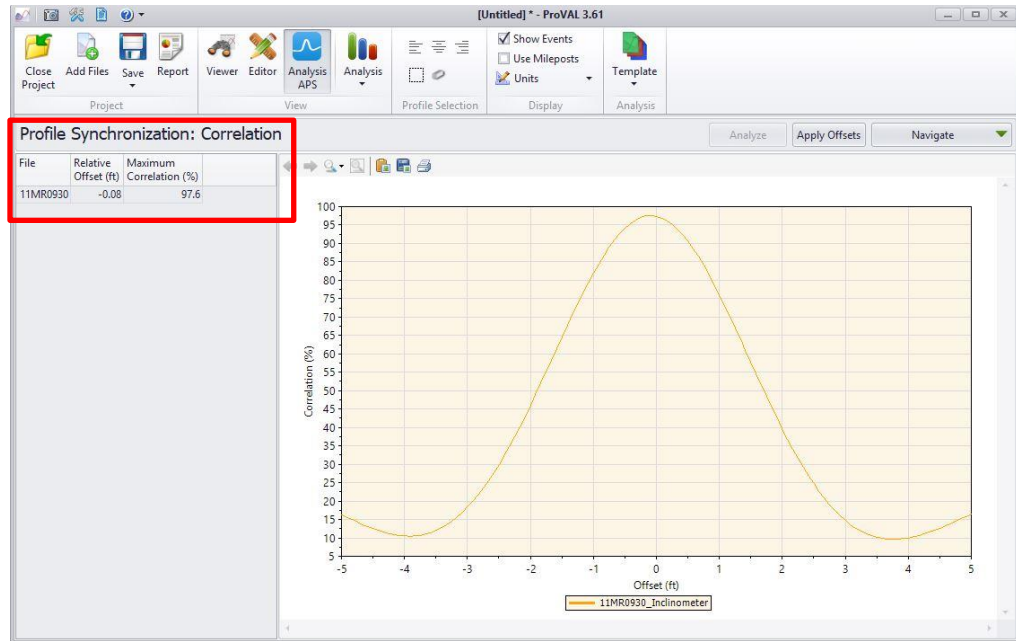 [Untitled] * - ProVAL 3.61
Close Project
Add Files
Save
Report
Viewer
Editor
Analysis APS
Analysis
Show Events
Use Mileposts
Units
Template
Project
View
Profile Selection
Display
Analysis
Profile Synchronization: Correlation
Analyze
Apply Offsets
Navigate
File Relative Offset (ft) Maximum Correlation (%)
11MR0930 -0.08 97.6
100
95
90
85
80
75
70
65
60
55
50
45
40
35
30
25
20
15
10
5
Correlation (%)
-5 -4 -3 -2 -1 0 1 2 3 4 5
Offset (ft)
11MR0930_Inclinometer